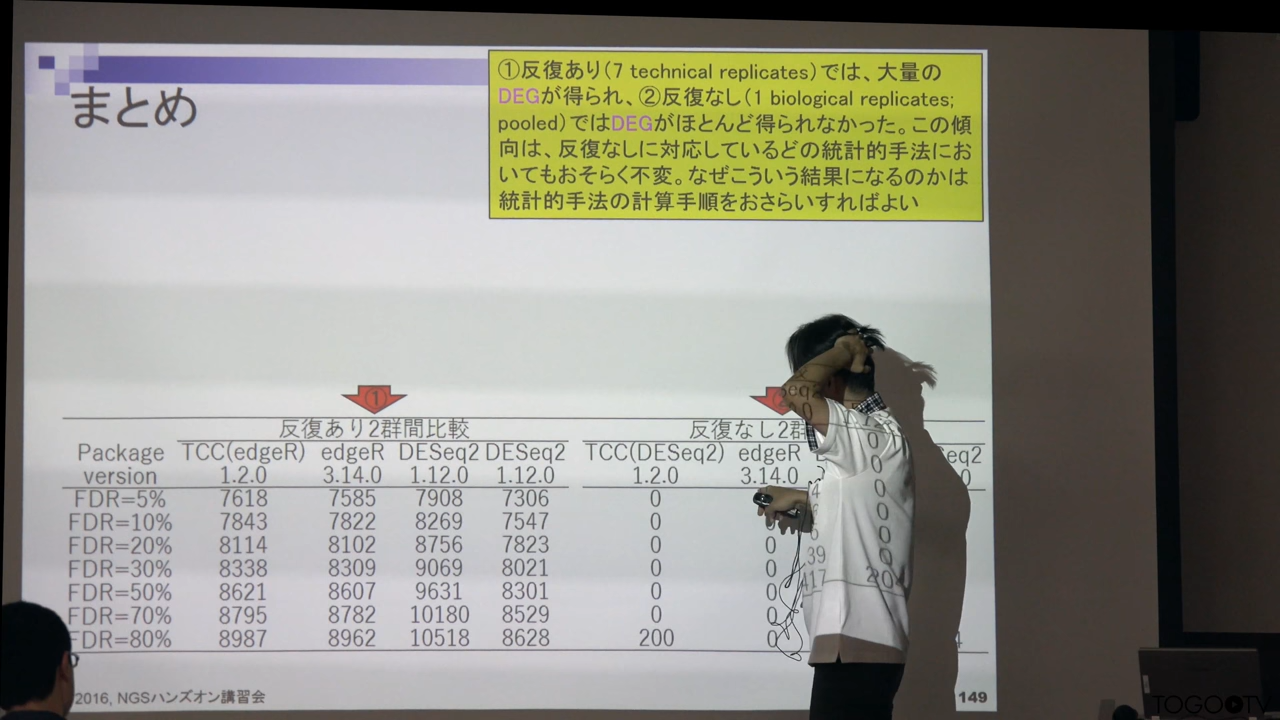 まとめ
①反復あり(7 technical replicates)では、大量の
DEGが得られ、②反復なし(1 biological replicates;
pooled)ではDEGがほとんど得られなかった。この傾
向は、反復なしに対応しているどの統計的手法にお
いてもおそらく不変。なぜこういう結果になるのかは
統計的手法の計算手順をおさらいすればよい
①
反復あり2群間比較 反復なし2群
Package TCC(edgeR) edgeR DESeq2 DESeq2 TCC(DESeq2) edgeR
version 1.2.0 3.14.0 1.12.0 1.12.0 1.2.0 3.14.0
FDR=5% 7618 7585 7908 7306 0
FDR=10% 7843 7822 8269 7547 0 0
FDR=20% 8114 8102 8756 7823 0 0
FDR=30% 8338 8309 9069 8021 0 0
FDR=50% 8621 8607 9631 8301 0 0
FDR=70% 8795 8782 10180 8529 0 0
FDR=80% 8987 8962 10518 8628 200 0
2016, NGSハンズオン講習会
149
TOGOTV